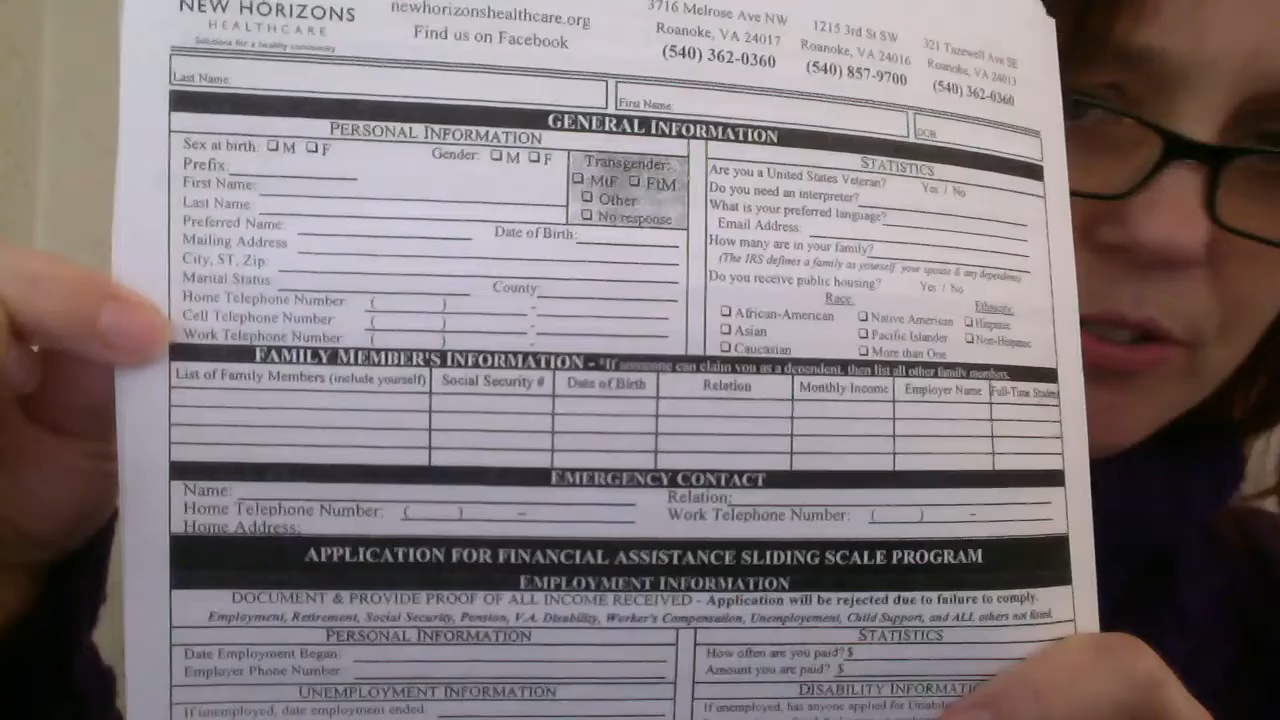 NEW HORIZONS
HEALTHCARE
Solutions for a healthy community
newhorizonshealthcare.org
Find us on Facebook
3716 Melrose Ave NW
Roanoke, VA 24017
(540) 362-0360
1215 3rd St SW
Roanoke, VA 24016
(540) 857-9700
321 Tazewell Ave SE
Roanoke, VA 24013
(540) 362-0360
Last Name:
First Name:
DOB
GENERAL INFORMATION
PERSONAL INFORMATION
Sex at birth: ☐ M ☐ F
Gender: ☐ M ☐ F
Prefix
First Name:
Last Name:
Transgender:
☐ MtF ☐ FtM
☐ Other
☐ No response
Preferred Name: Date of Birth:
Mailing Address
City, ST, Zip
Marital Status County
Home Telephone Number ( ) -
Cell Telephone Number ( ) -
Work Telephone Number ( ) -
STATISTICS
Are you a United States Veteran? Yes / No
Do you need an interpreter?
What is your preferred language?
Email Address:
How many are in your family?
(The IRS defines a family as yourself, your spouse & any dependents
Do you receive public housing? Yes / No
Race
☐ African-American ☐ Native American
☐ Asian ☐ Pacific Islander
☐ Caucasian ☐ More than One
Ethnicity
☐ Hispanic
☐ Non-Hispanic
FAMILY MEMBER'S INFORMATION - *If someone can claim you as a dependent, then list all other family members.
List of Family Members (include yourself) Social Security # Date of Birth Relation Monthly Income Employer Name Full-Time Student
EMERGENCY CONTACT
Name: Relation:
Home Telephone Number: ( ) - Work Telephone Number: ( ) -
Home Address:
APPLICATION FOR FINANCIAL ASSISTANCE SLIDING SCALE PROGRAM
EMPLOYMENT INFORMATION
DOCUMENT & PROVIDE PROOF OF ALL INCOME RECEIVED - Application will be rejected due to failure to comply.
Employment, Retirement, Social Security, Pension, V.A. Disability, Worker's Compensation, Unemployement, Child Support, and ALL others not listed.
PERSONAL INFORMATION
Date Employment Began
Employer Phone Number
UNEMPLOYMENT INFORMATION
If unemployed, date employment ended
STATISTICS
How often are you paid? $
Amount you are paid? $
DISABILITY INFORMATI
If unemployed, has anyone applied for Disabi